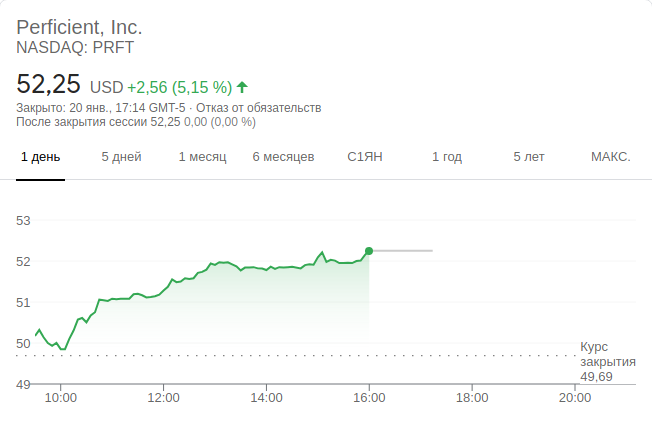 Perficient, Inc.
NASDAQ: PRFT
52,25 USD +2,56 (5,15 %)
Закрыто: 20 янв., 17:14 GMT-5 · Отказ от обязательств
После закрытия сессии 52,25 0,00 (0,00 %)
1 день 5 дней 1 месяц 6 месяцев С1ЯН 1 год 5 лет МАКС.
53
52
51
50
Курс
закрытия
49,69
49
10:00 12:00 14:00 16:00 18:00 20:00